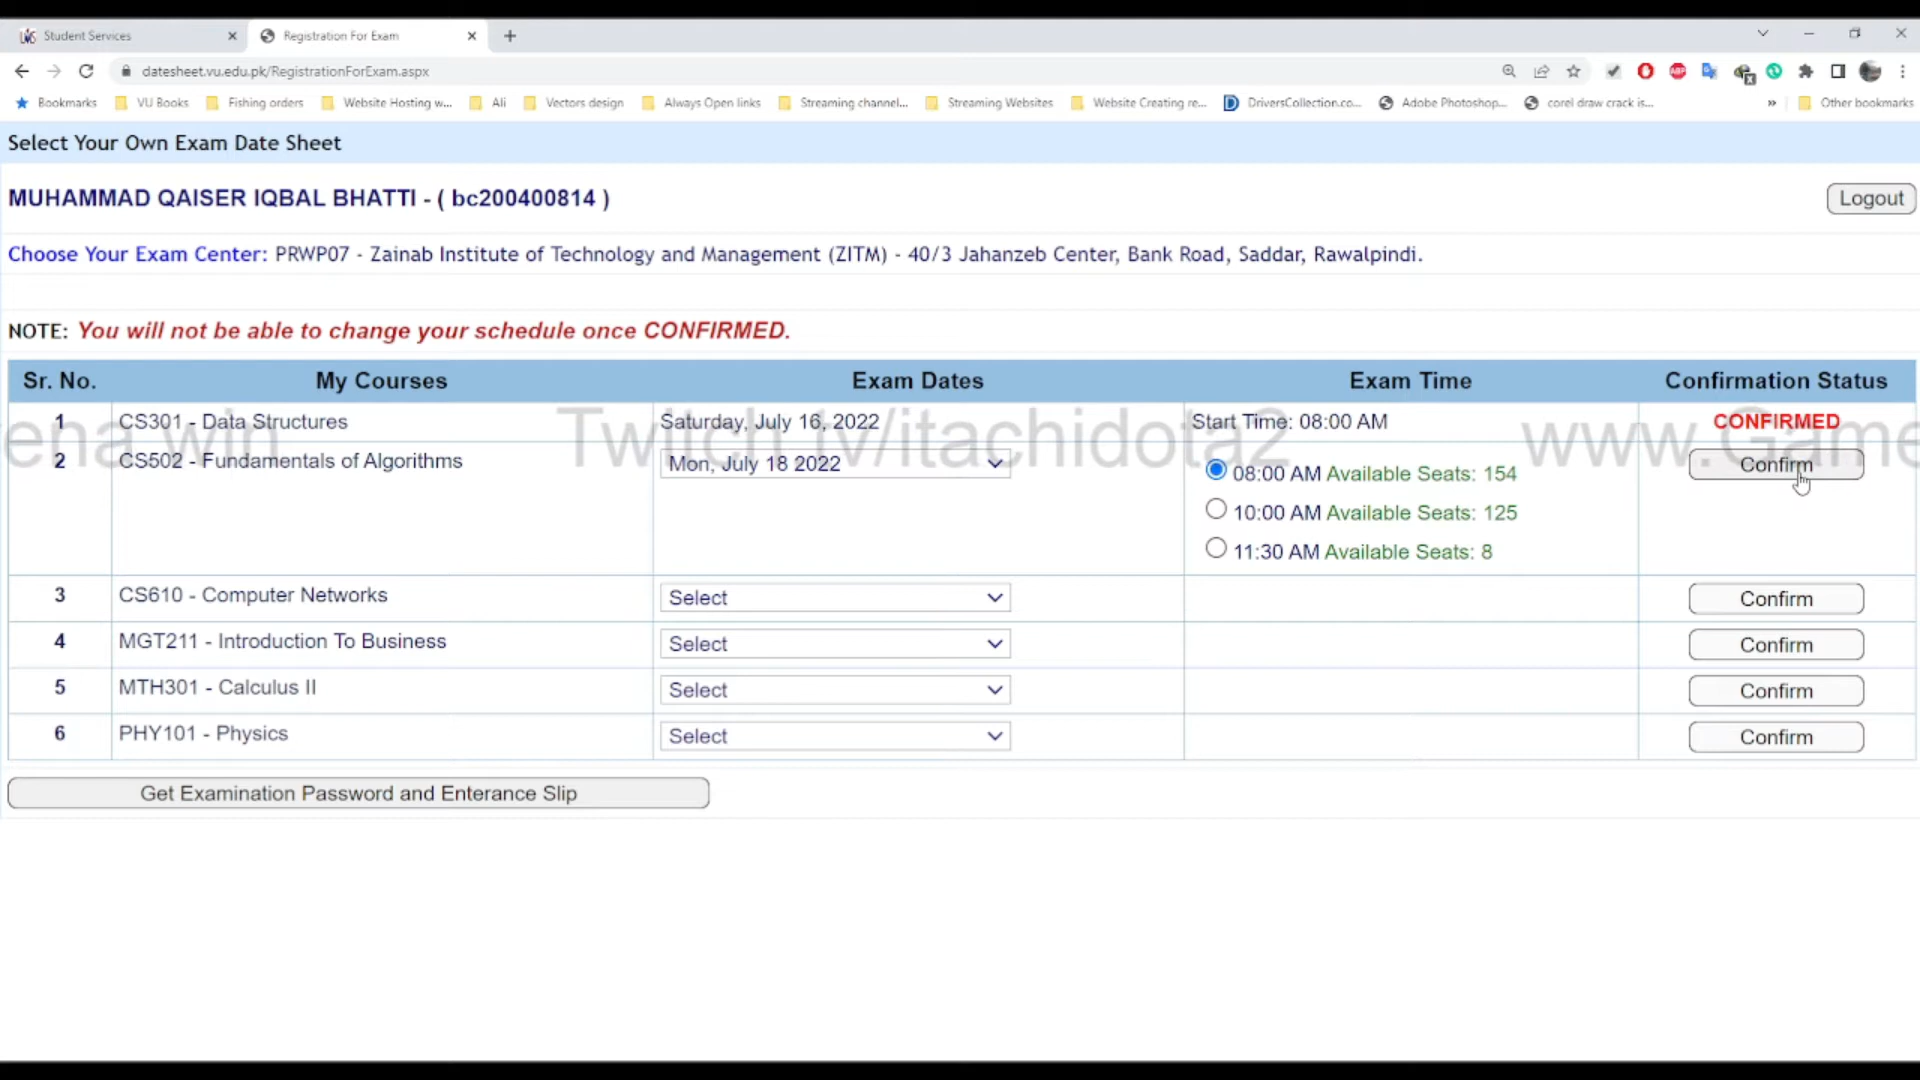 Student Services
Registration For Exam
datesheet.vu.edu.pk/RegistrationForExam.aspx
Bookmarks VU Books Fishing orders Website Hosting w... Ali Vectors design Always Open links Streaming channel... Streaming Websites Website Creating re... DriversCollection.co... Adobe Photoshop... corel draw crack is... » Other bookmarks
Select Your Own Exam Date Sheet
MUHAMMAD QAISER IQBAL BHATTI - ( bc200400814 )
Logout
Choose Your Exam Center: PRWP07 - Zainab Institute of Technology and Management (ZITM) - 40/3 Jahanzeb Center, Bank Road, Saddar, Rawalpindi.
NOTE: You will not be able to change your schedule once CONFIRMED.
Sr. No. My Courses Exam Dates Exam Time Confirmation Status
1 CS301 - Data Structures Saturday, July 16, 2022 Start Time: 08:00 AM CONFIRMED
ena.win Twitch.tv/itachidota2 www.Game
2 CS502 - Fundamentals of Algorithms Mon, July 18 2022 08:00 AM Available Seats: 154 Confirm
10:00 AM Available Seats: 125
11:30 AM Available Seats: 8
3 CS610 - Computer Networks Select Confirm
4 MGT211 - Introduction To Business Select Confirm
5 MTH301 - Calculus II Select Confirm
6 PHY101 - Physics Select Confirm
Get Examination Password and Enterance Slip